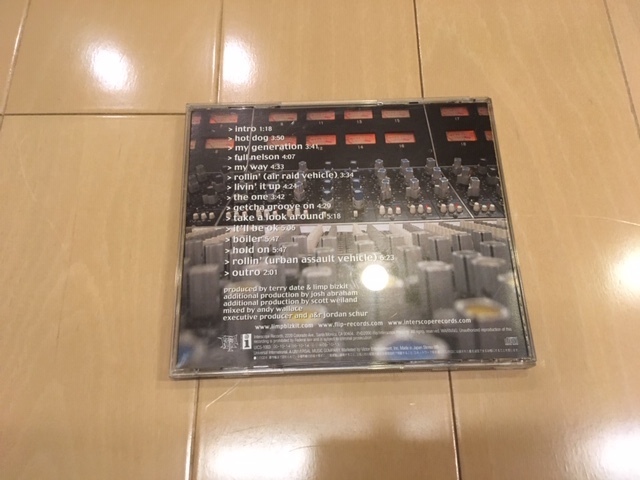 > intro 1:18
> hot dog 3:50
> my generation 3:41
> full nelson 4:07
> my way 4:33
> rollin' (air raid vehicle) 3:34
> livin' it up 4:24
> the one 3:42
> getcha groove on 4:29
> take a look around 5:18
> it'll be ok 5:06
> boiler 5:47
> hold on 5:47
> rollin' (urban assault vehicle) 6:23
> outro 2:01
produced by terry date & limp bizkit
additional production by josh abraham
additional production by scott weiland
mixed by andy wallace
executive producer and a&r jordan schur
www.limpbizkit.com www.flip-records.com www.interscoperecords.com